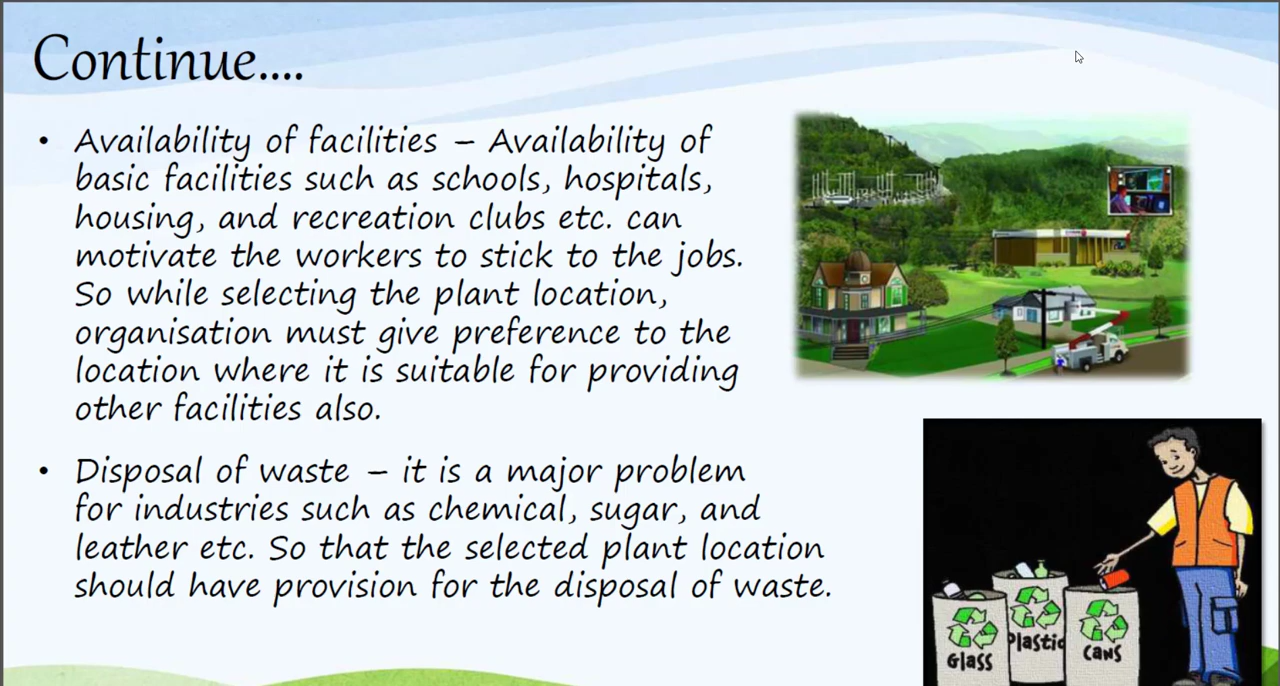 Continue....
• Availability of facilities – Availability of
basic facilities such as schools, hospitals,
housing, and recreation clubs etc. can
motivate the workers to stick to the jobs.
So while selecting the plant location,
organisation must give preference to the
location where it is suitable for providing
other facilities also.
• Disposal of waste – it is a major problem
for industries such as chemical, sugar, and
leather etc. So that the selected plant location
should have provision for the disposal of waste.
Glass
Plastic
cans